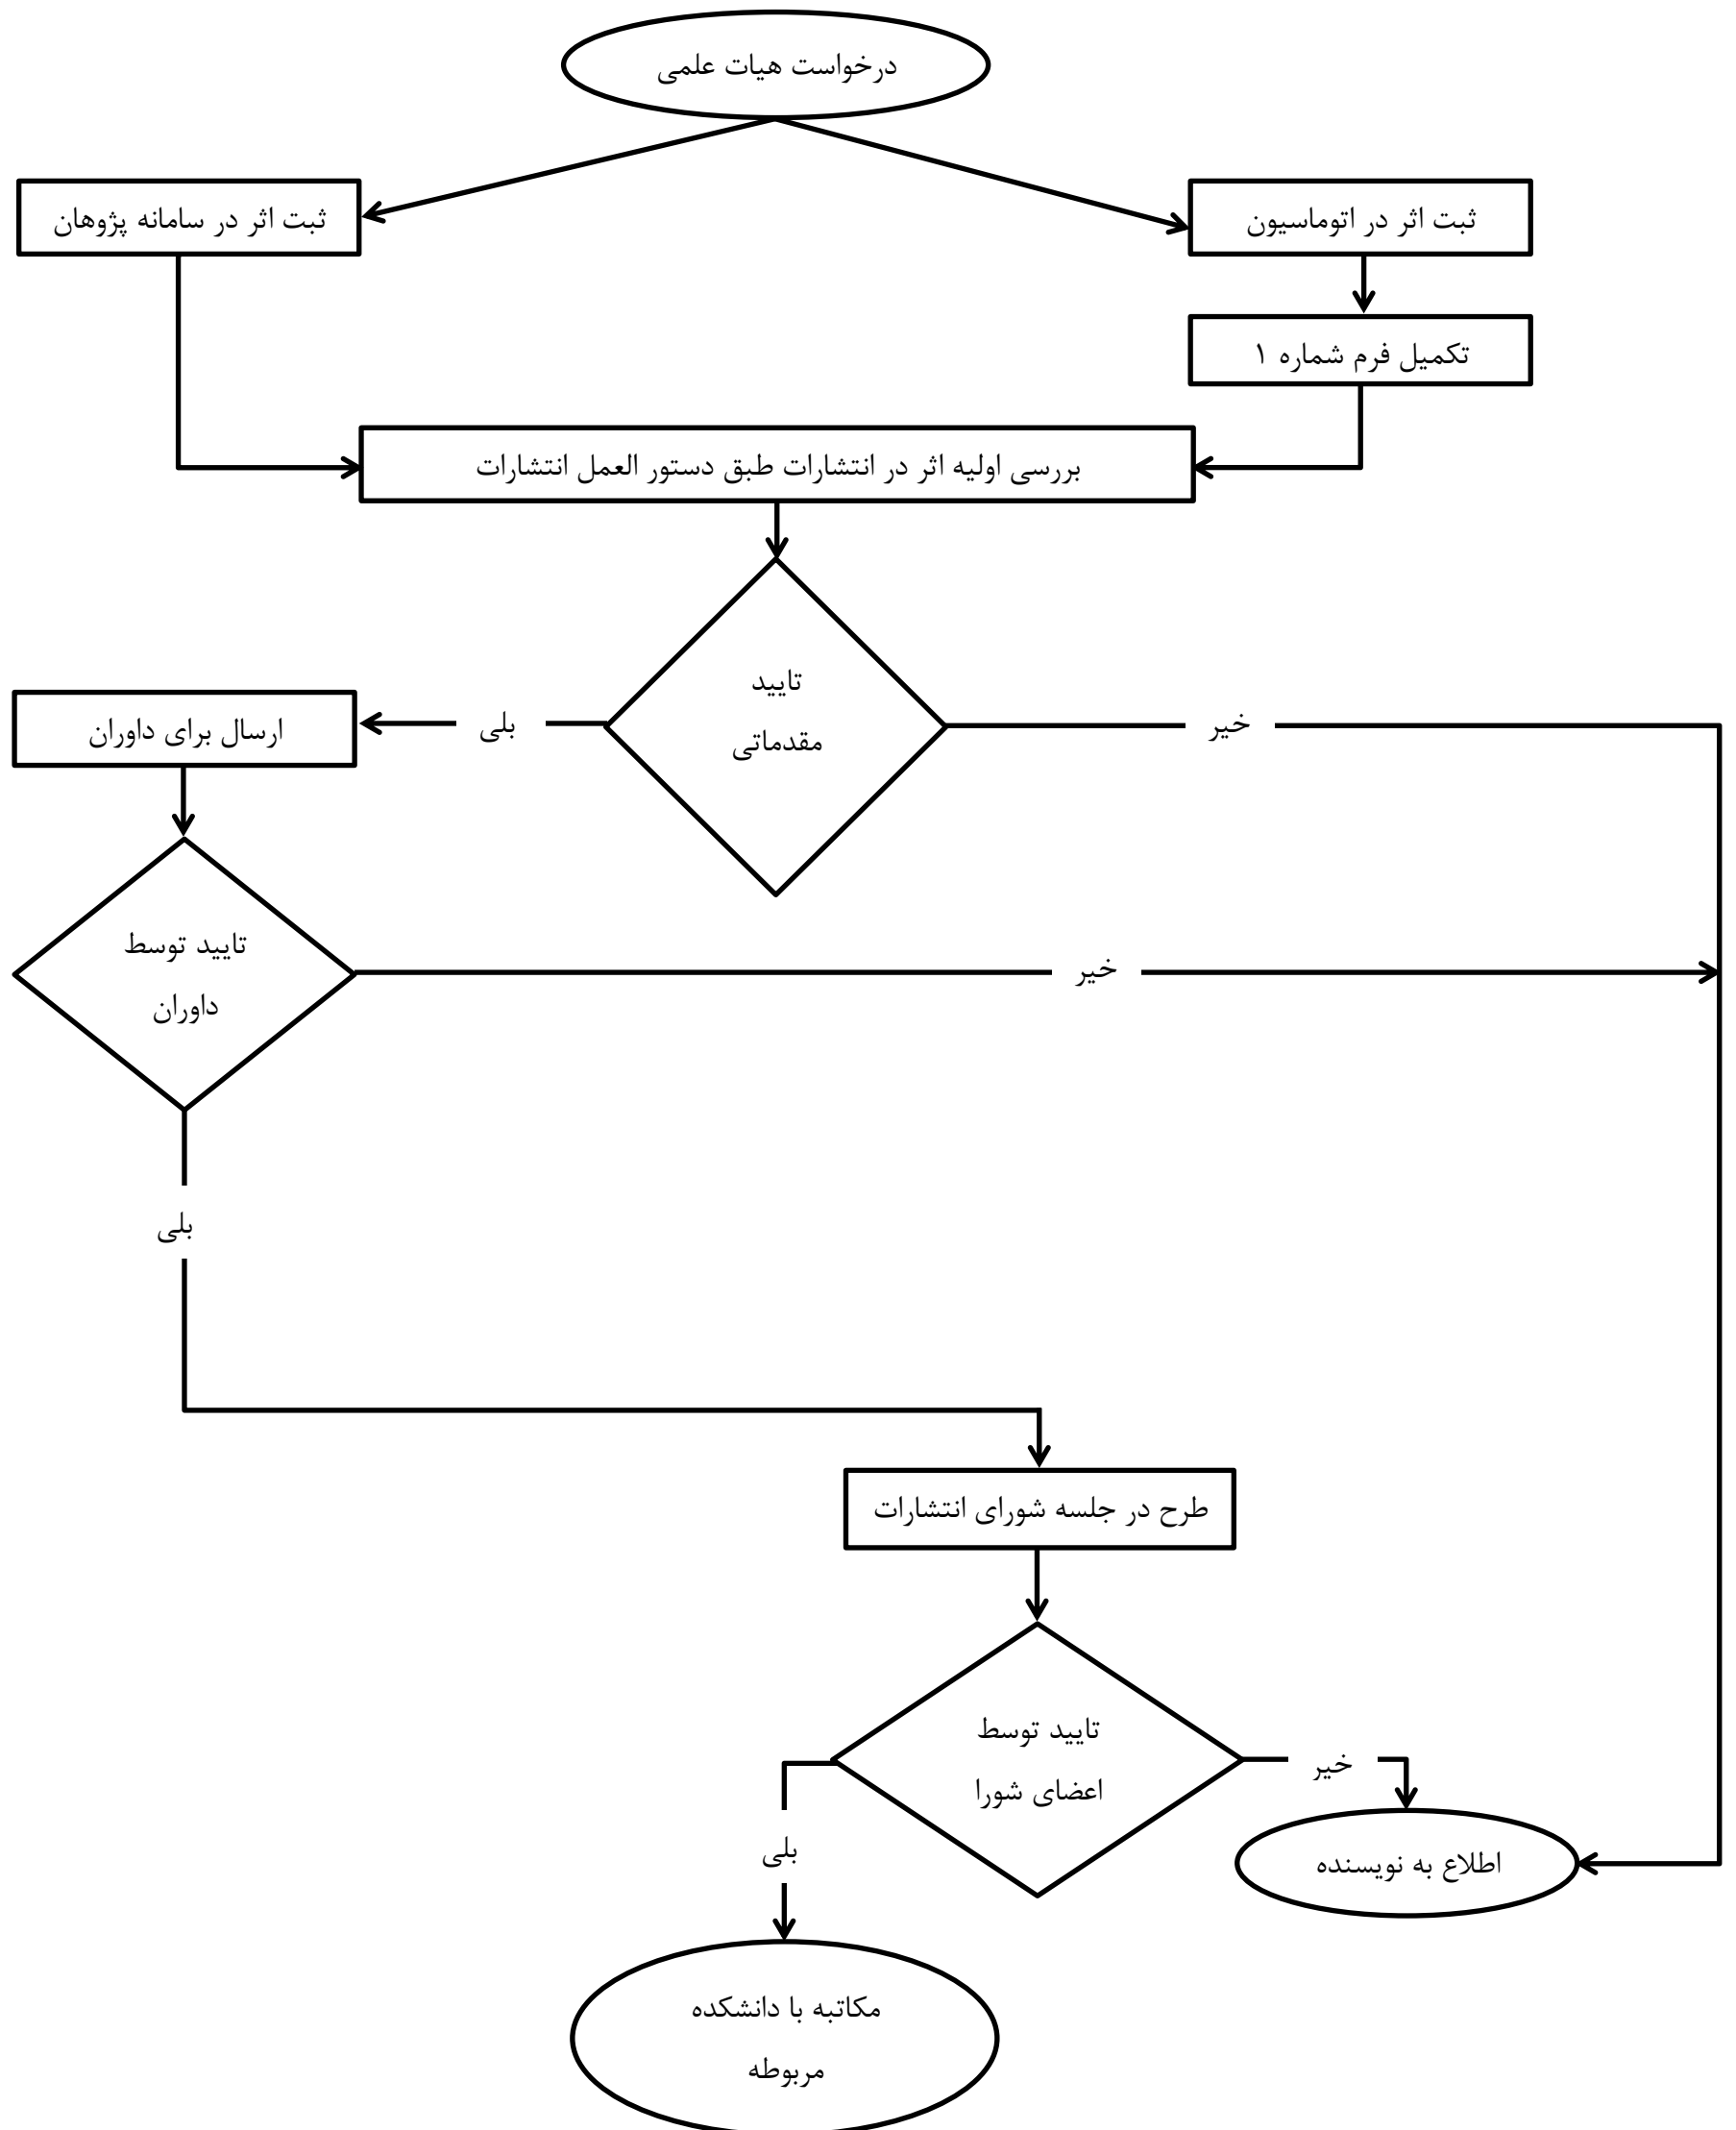 درخواست هیات علمی
ثبت اثر در اتوماسیون
ثبت اثر در سامانه پژوهان
تکمیل فرم شماره ۱
بررسی اولیه اثر در انتشارات طبق دستور العمل انتشارات
تایید
مقدماتی
خیر
بلی
ارسال برای داوران
تایید توسط
داوران
خیر
بلی
طرح در جلسه شورای انتشارات
تایید توسط
اعضای شورا
خیر
بلی
اطلاع به نویسنده
مکاتبه با دانشکده
مربوطه